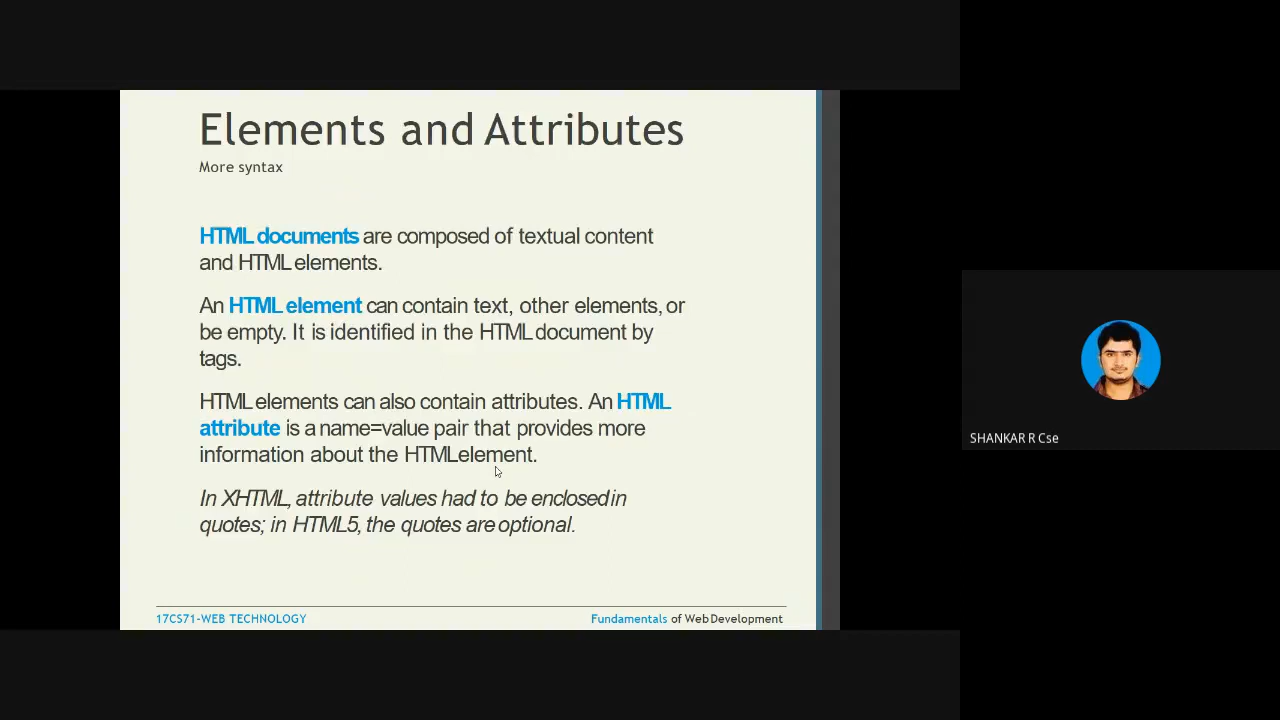 Elements and Attributes
More syntax
HTML documents are composed of textual content
and HTML elements.
An HTML element can contain text, other elements, or
be empty. It is identified in the HTML document by
tags.
HTML elements can also contain attributes. An HTML
attribute is a name=value pair that provides more
information about the HTML element.
In XHTML, attribute values had to be enclosed in
quotes; in HTML5, the quotes are optional.
17CS71-WEB TECHNOLOGY
Fundamentals of Web Development
SHANKAR R Cse